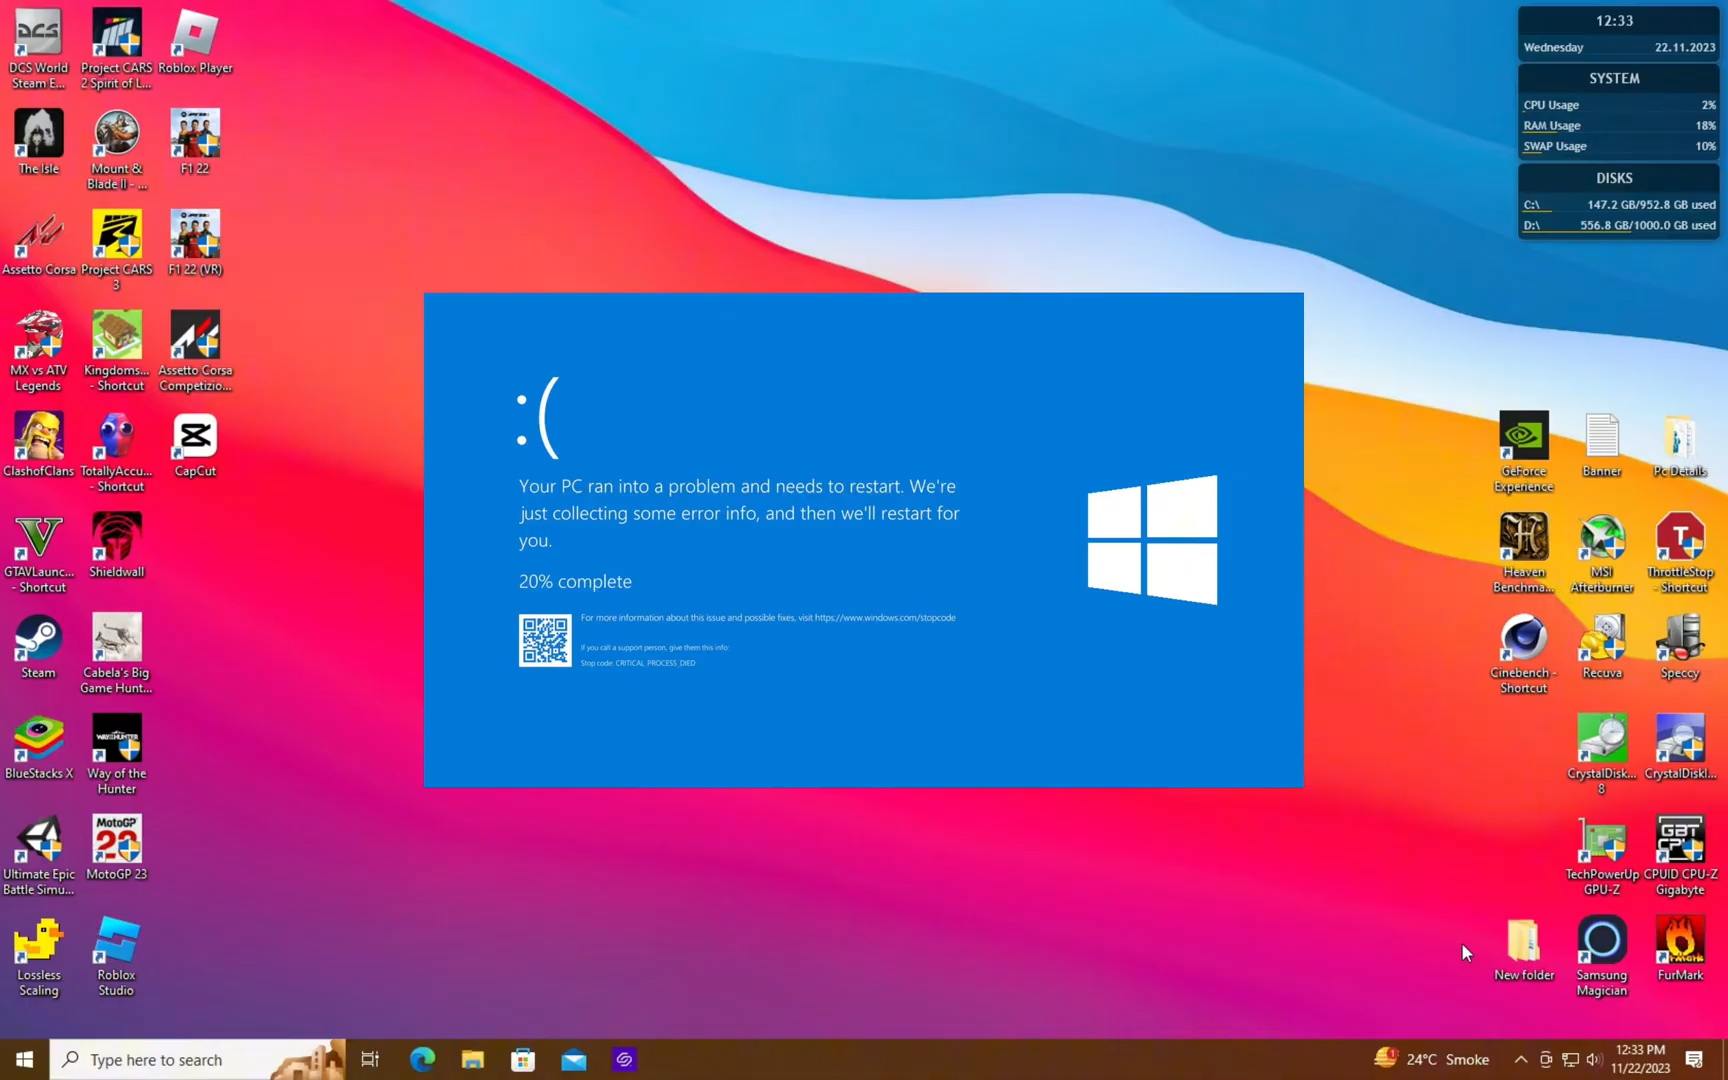 DCS
DCS World
Steam E...
Project CARS
2 Spirit of L...
Roblox Player
The Isle
Mount &
Blade II - ...
F1 22
Assetto Corsa
Project CARS
3
F1 22 (VR)
MX vs ATV
Legends
Kingdoms...
- Shortcut
Assetto Corsa
Competizio...
ClashofClans
TotallyAccu...
- Shortcut
CapCut
GTAVLaunc...
- Shortcut
Shieldwall
Steam
Cabela's Big
Game Hunt...
BlueStacks X
Way of the
Hunter
Ultimate Epic
Battle Simu...
MotoGP
23
MotoGP 23
Lossless
Scaling
Roblox
Studio
:(
Your PC ran into a problem and needs to restart. We're
just collecting some error info, and then we'll restart for
you.
20% complete
For more information about this issue and possible fixes, visit https://www.windows.com/stopcode
If you call a support person, give them this info:
Stop code: CRITICAL_PROCESS_DIED
12:33
Wednesday 22.11.2023
SYSTEM
CPU Usage 2%
RAM Usage 18%
SWAP Usage 10%
DISKS
C:\ 147.2 GB/952.8 GB used
D:\ 556.8 GB/1000.0 GB used
GeForce
Experience
Banner
Pc Details
Heaven
Benchma...
MSI
Afterburner
ThrottleStop
- Shortcut
Cinebench -
Shortcut
Recuva
Speccy
CrystalDisk...
8
CrystalDiskI...
TechPowerUp
GPU-Z
GBT
CPUID CPU-Z
Gigabyte
New folder
Samsung
Magician
FurMark
Type here to search
24°C Smoke
12:33 PM
11/22/2023